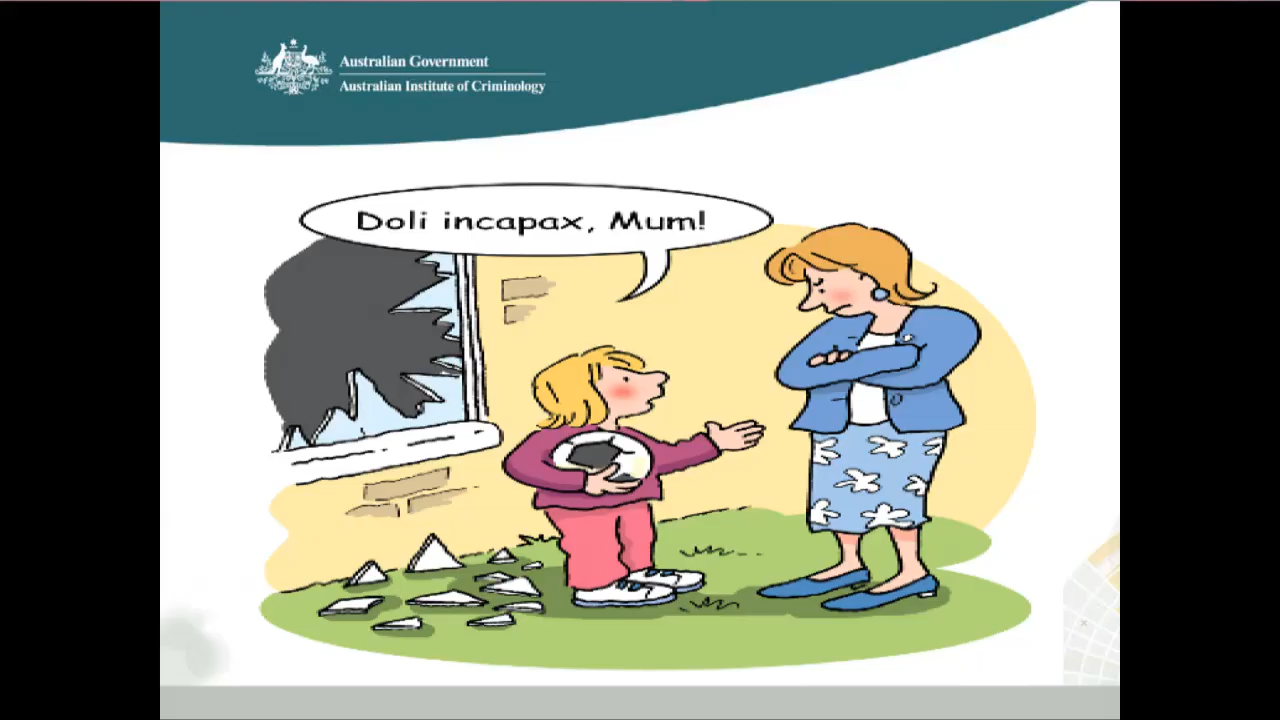 Australian Government
Australian Institute of Criminology
Doli incapax, Mum!